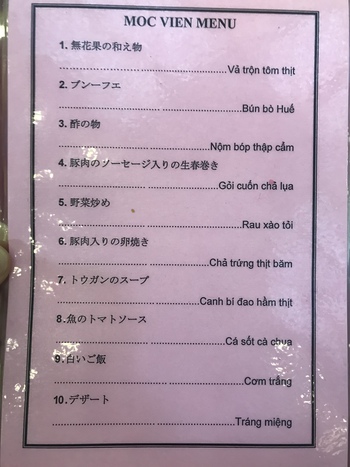 MOC VIEN MENU
1. 無花果の和え物
Vả trộn tôm thịt
2. ブンーフエ
Bún bò Huế
3. 酢の物
Nộm bóp thập cẩm
4. 豚肉のソーセージ入りの生春巻き
Gỏi cuốn chả lụa
5. 野菜炒め
Rau xào tỏi
6. 豚肉入りの卵焼き
Chả trứng thịt băm
7. トウガンのスープ
Canh bí đao hầm thịt
8.魚のトマトソース
Cá sốt cà chua
9.白いご飯
Cơm trắng
10.デザート
Tráng miệng